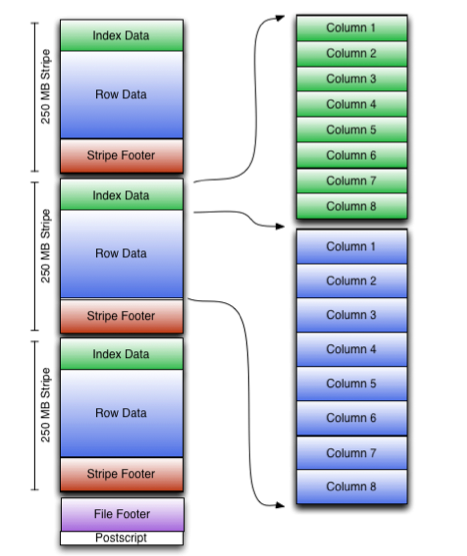 250 MB Stripe
Index Data
Row Data
Stripe Footer
250 MB Stripe
Index Data
Row Data
Stripe Footer
250 MB Stripe
Index Data
Row Data
Stripe Footer
File Footer
Postscript
Column 1
Column 2
Column 3
Column 4
Column 5
Column 6
Column 7
Column 8
Column 1
Column 2
Column 3
Column 4
Column 5
Column 6
Column 7
Column 8